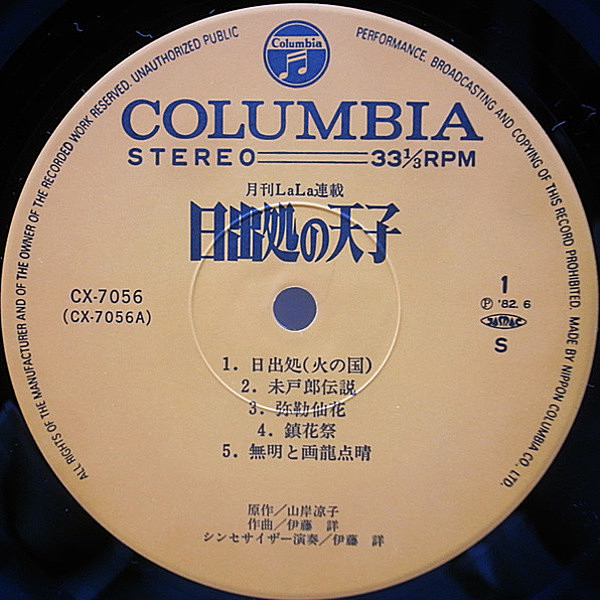 Columbia
ALL RIGHTS OF THE MANUFACTURER AND OF THE OWNER OF THE RECORDED WORK RESERVED. UNAUTHORIZED PUBLIC PERFORMANCE, BROADCASTING AND COPYING OF THIS RECORD PROHIBITED. MADE BY NIPPON COLUMBIA CO. LTD.
COLUMBIA
STEREO 33⅓RPM
月刊LaLa連載
日出処の天子
CX-7056
(CX-7056A)
1
Ⓟ '82. 6
JASRAC
S
1. 日出処(火の国)
2. 未戸郎伝説
3. 弥勒仙花
4. 鎮花祭
5. 無明と画龍点晴
原作/山岸凉子
作曲/伊藤 詳
シンセサイザー演奏/伊藤 詳